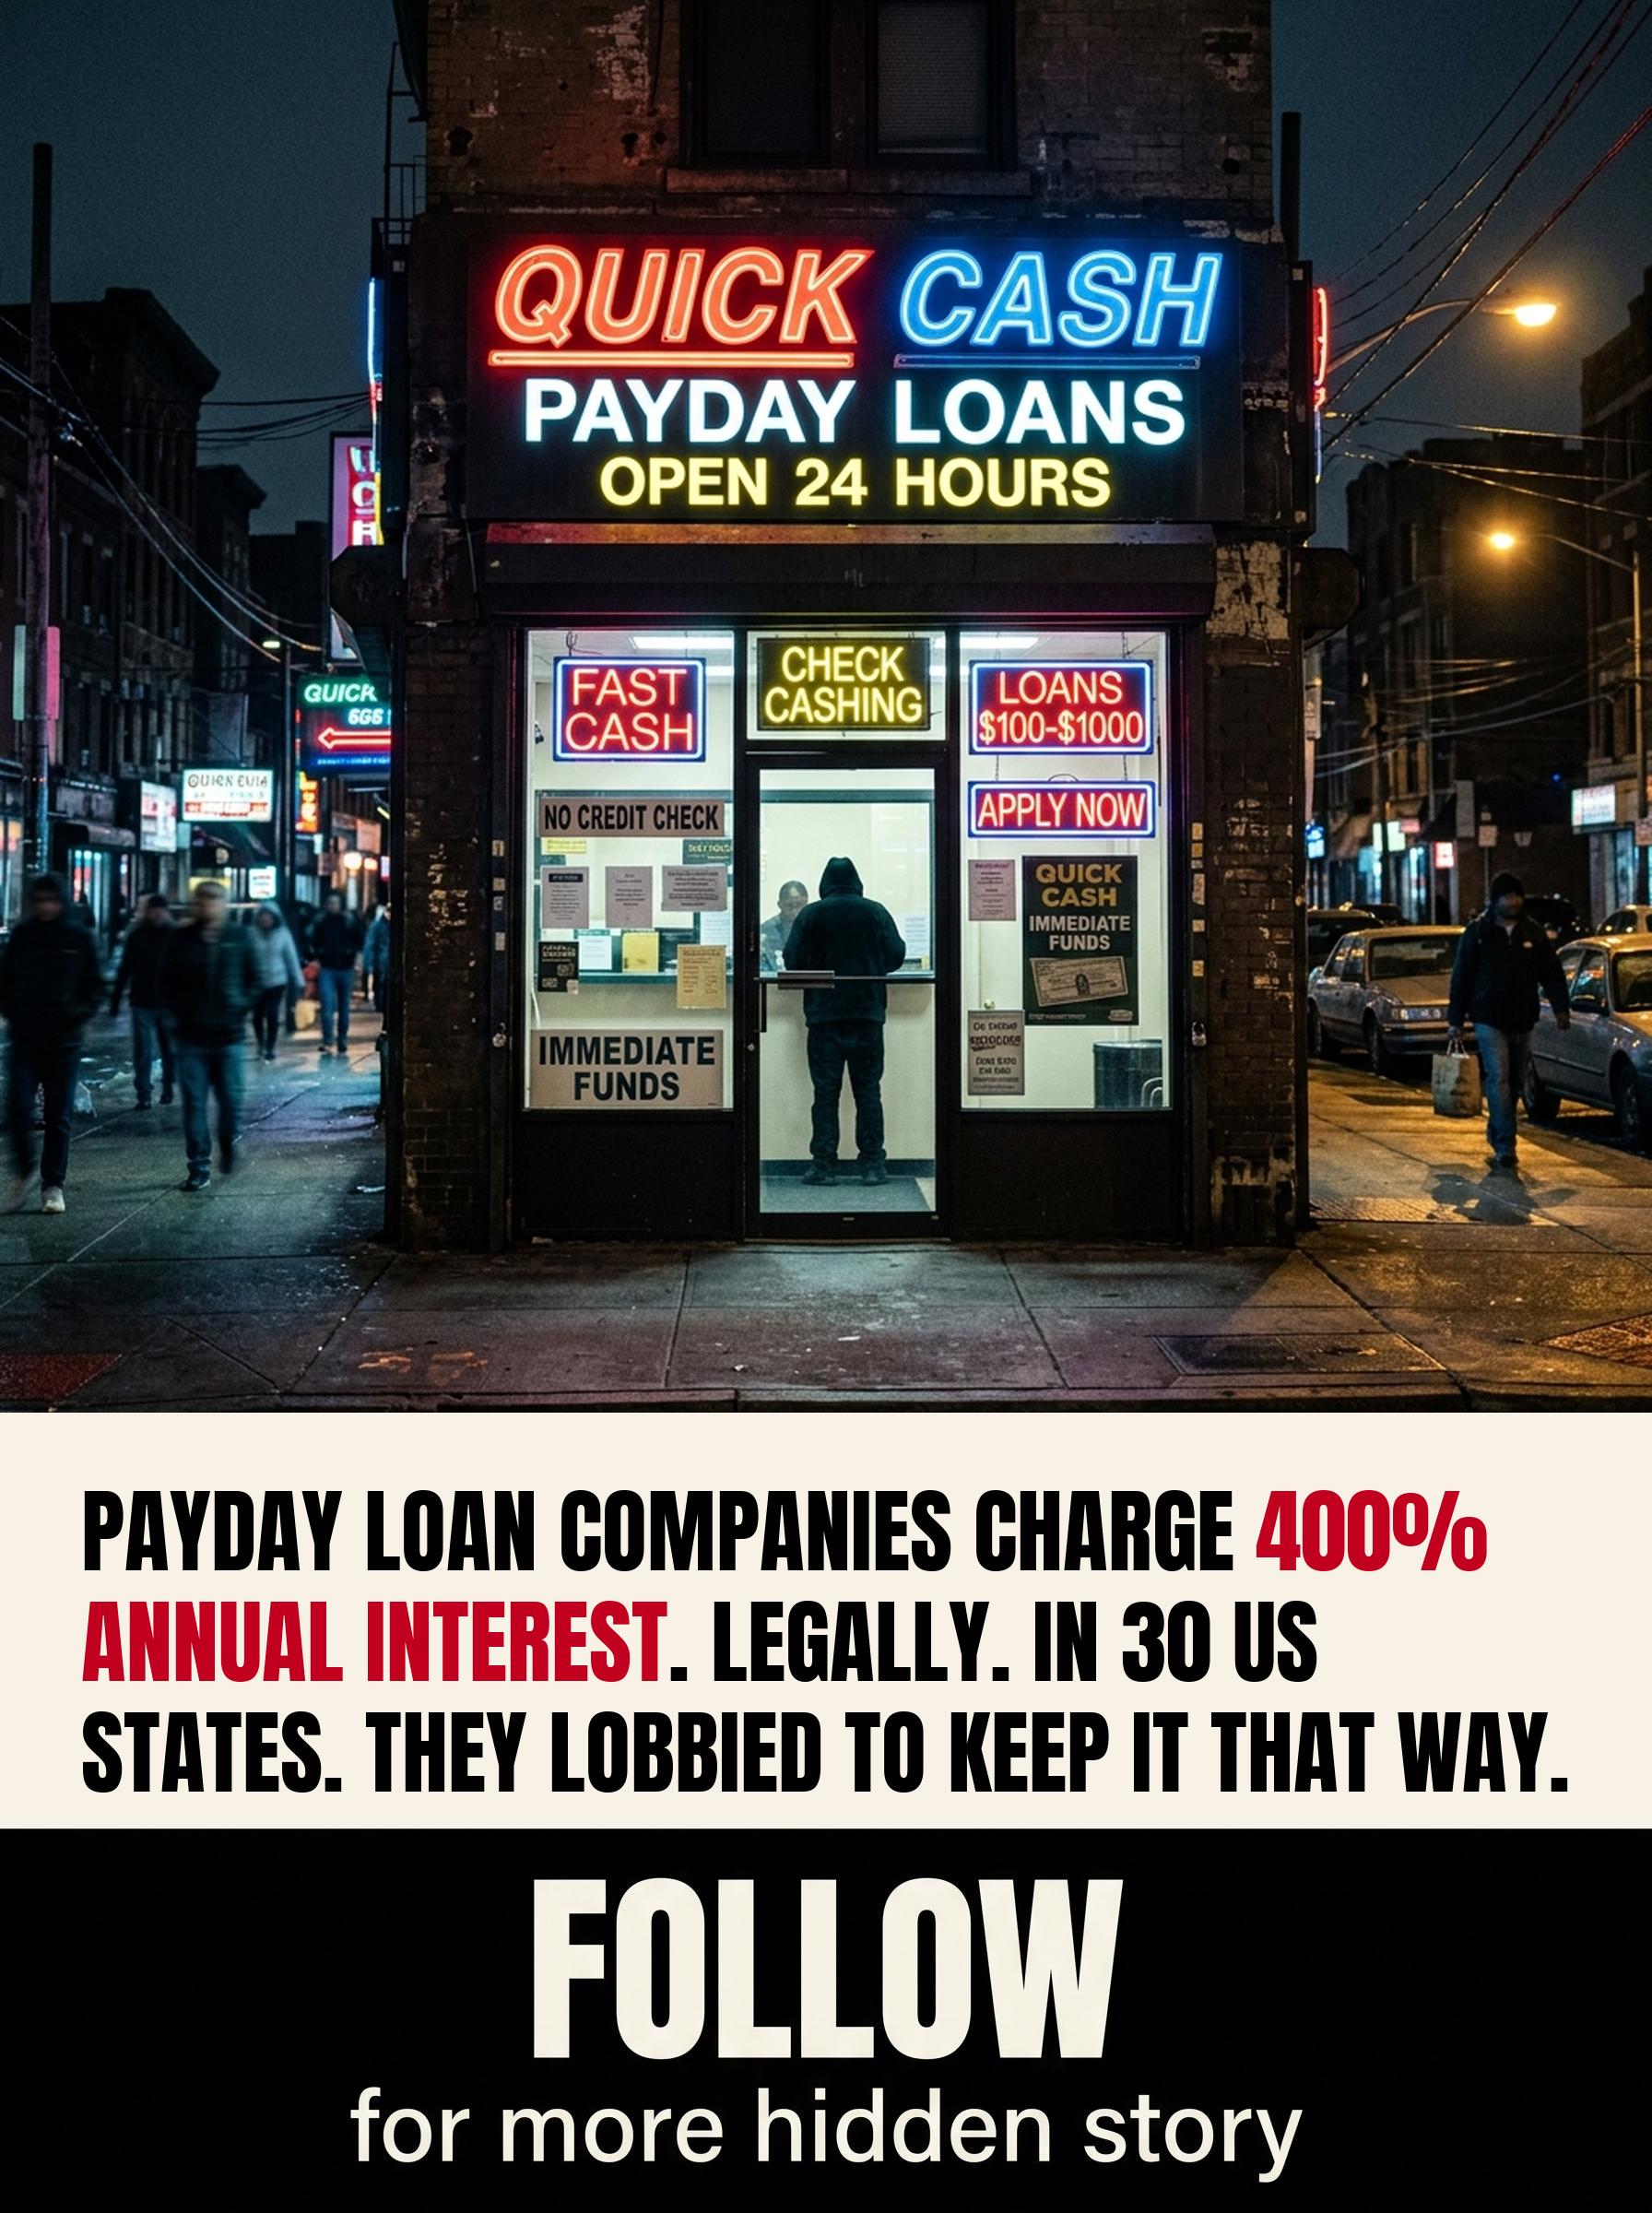 QUICK CASH
PAYDAY LOANS
OPEN 24 HOURS
FAST
CASH
CHECK
CASHING
LOANS
$100-$1000
APPLY NOW
NO CREDIT CHECK
QUICK
CASH
IMMEDIATE
FUNDS
IMMEDIATE
FUNDS
QUICK
PAYDAY LOAN COMPANIES CHARGE 400%
ANNUAL INTEREST. LEGALLY. IN 30 US
STATES. THEY LOBBIED TO KEEP IT THAT WAY.
FOLLOW
for more hidden story